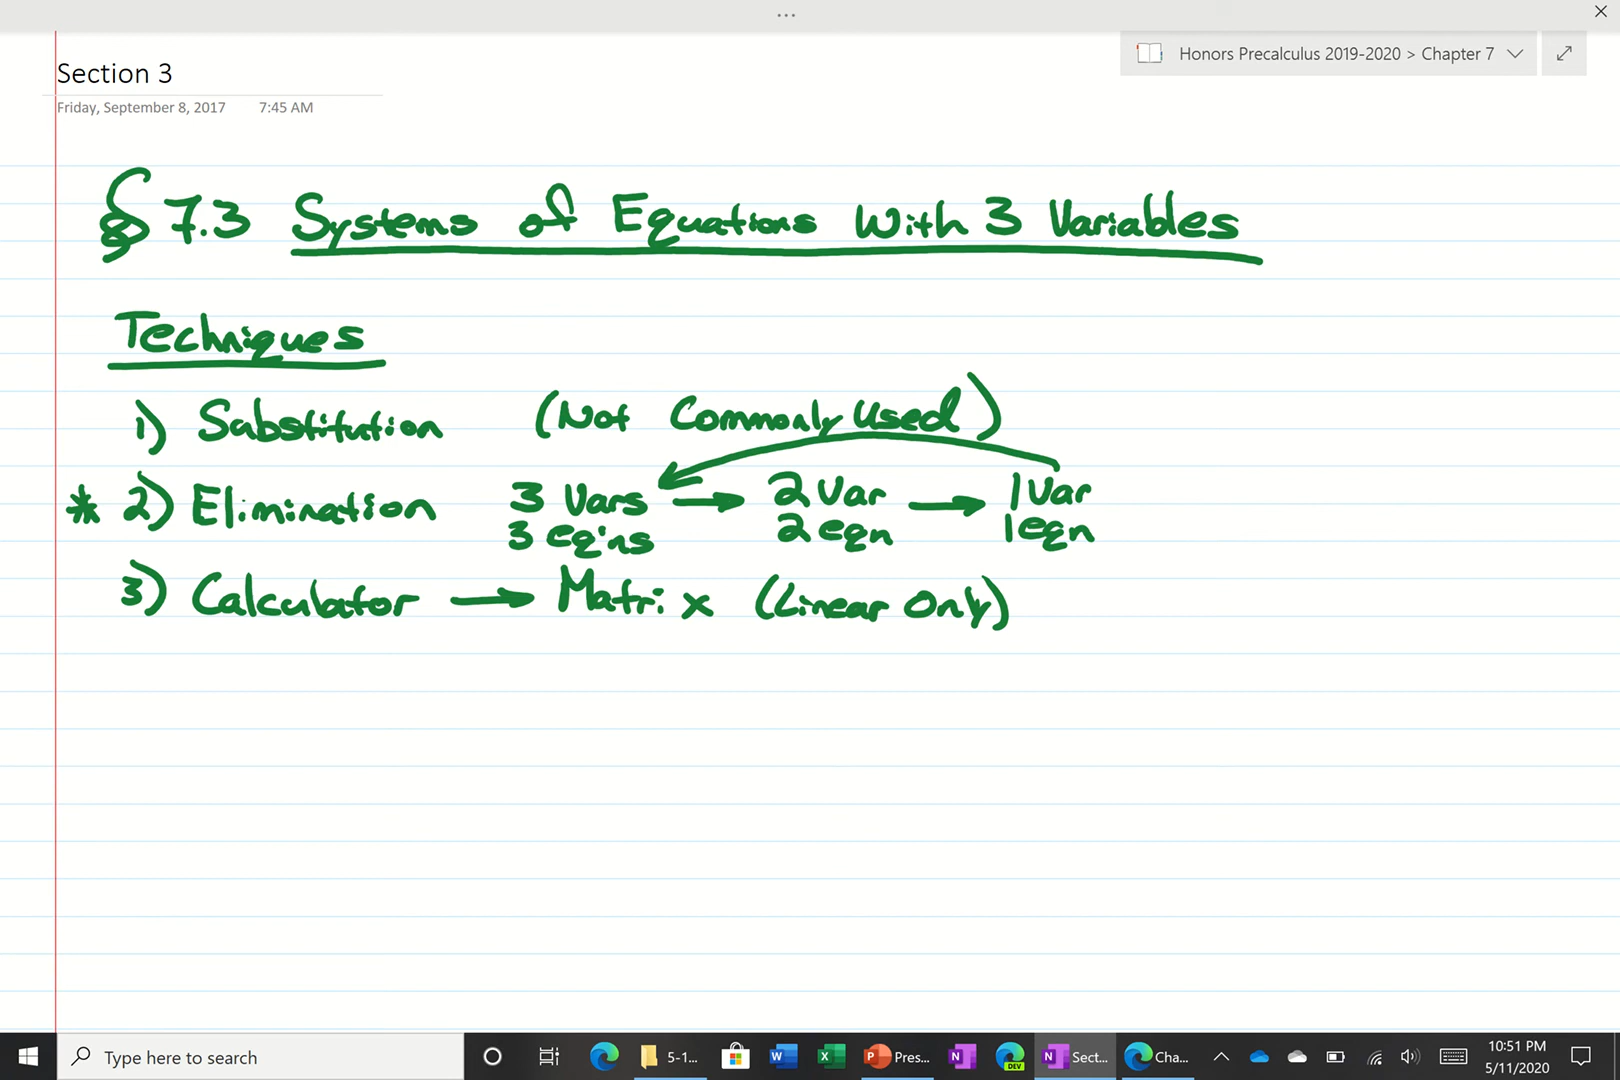 Honors Precalculus 2019-2020 > Chapter 7
Section 3
Friday, September 8, 2017 7:45 AM
§ 7.3 Systems of Equations With 3 Variables
Techniques
1) Substitution (Not Commonly Used)
* 2) Elimination 3 Vars → 2 Var → 1 Var
3 eq'ns 2 eqn 1 eqn
3) Calculator → Matrix (Linear Only)
Type here to search
5-1...
Pres...
DEV
Sect...
Cha...
10:51 PM
5/11/2020